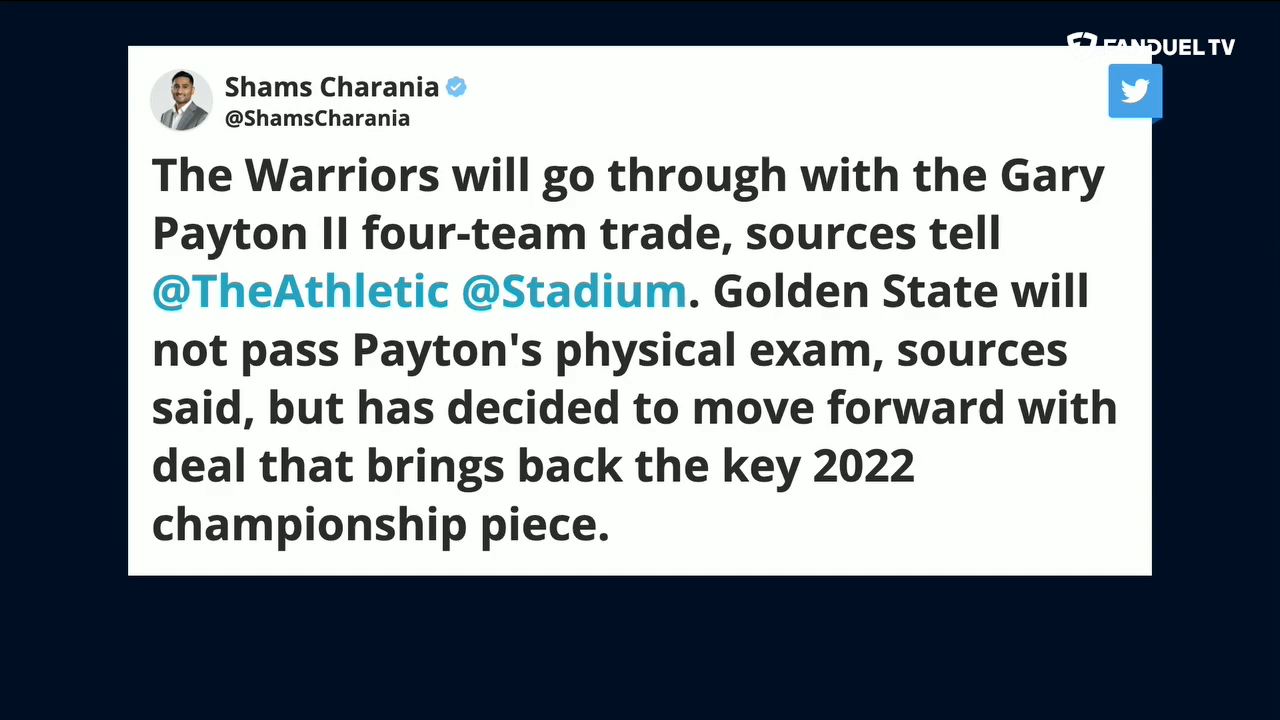 FANDUEL TV
Shams Charania
@ShamsCharania
The Warriors will go through with the Gary
Payton II four-team trade, sources tell
@TheAthletic @Stadium. Golden State will
not pass Payton's physical exam, sources
said, but has decided to move forward with
deal that brings back the key 2022
championship piece.